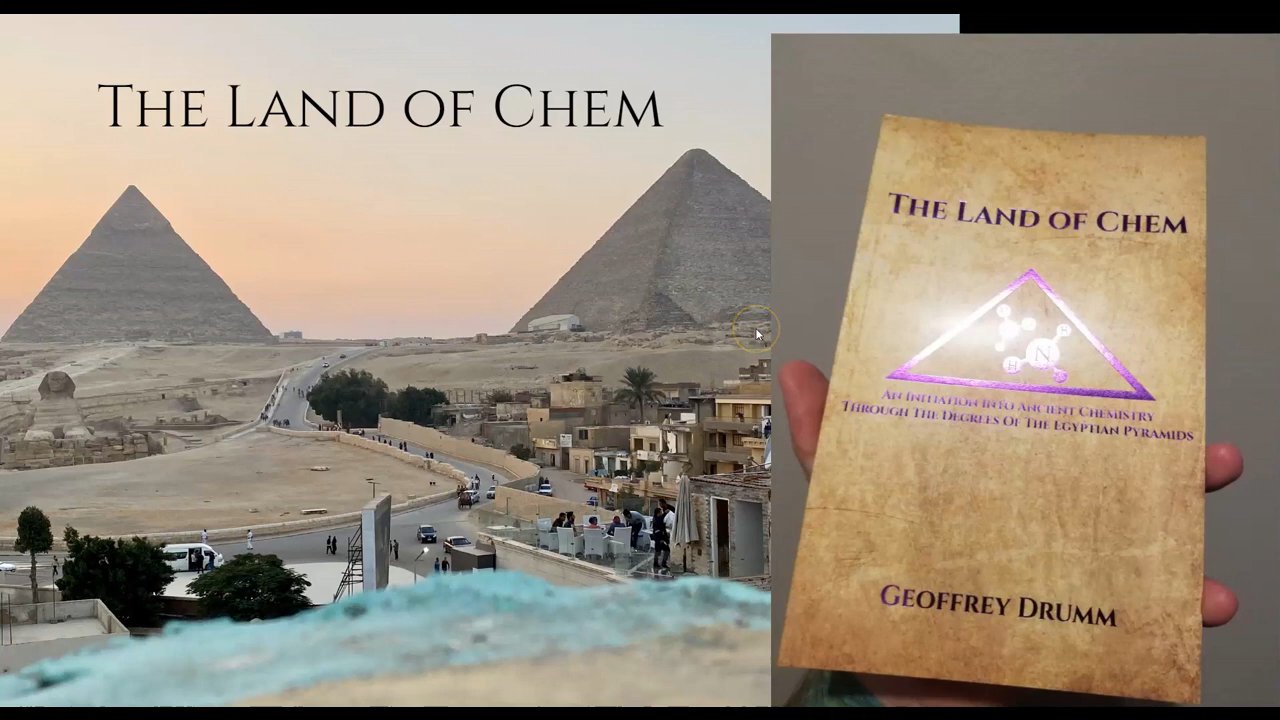 The Land of Chem
The Land of Chem
N
H
An Initiation into Ancient Chemistry
Through The Degrees Of The Egyptian Pyramids
Geoffrey Drumm